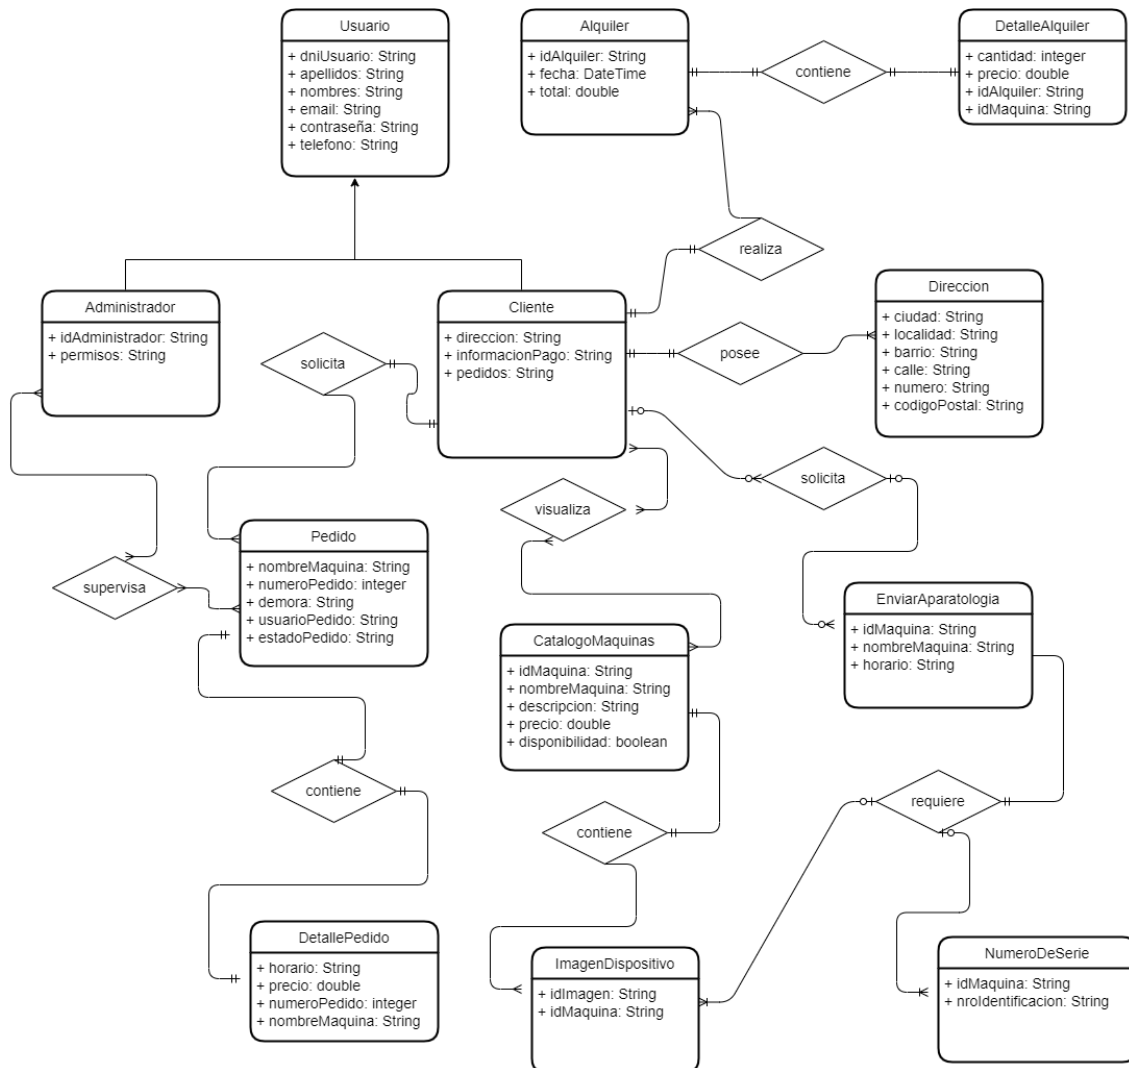 Usuario
+ dniUsuario: String
+ apellidos: String
+ nombres: String
+ email: String
+ contraseña: String
+ telefono: String
Alquiler
+ idAlquiler: String
+ fecha: DateTime
+ total: double
contiene
DetalleAlquiler
+ cantidad: integer
+ precio: double
+ idAlquiler: String
+ idMaquina: String
realiza
Administrador
+ idAdministrador: String
+ permisos: String
solicita
Cliente
+ direccion: String
+ informacionPago: String
+ pedidos: String
posee
Direccion
+ ciudad: String
+ localidad: String
+ barrio: String
+ calle: String
+ numero: String
+ codigoPostal: String
visualiza
solicita
supervisa
Pedido
+ nombreMaquina: String
+ numeroPedido: integer
+ demora: String
+ usuarioPedido: String
+ estadoPedido: String
CatalogoMaquinas
+ idMaquina: String
+ nombreMaquina: String
+ descripcion: String
+ precio: double
+ disponibilidad: boolean
EnviarAparatologia
+ idMaquina: String
+ nombreMaquina: String
+ horario: String
contiene
contiene
requiere
DetallePedido
+ horario: String
+ precio: double
+ numeroPedido: integer
+ nombreMaquina: String
ImagenDispositivo
+ idImagen: String
+ idMaquina: String
NumeroDeSerie
+ idMaquina: String
+ nroIdentificacion: String